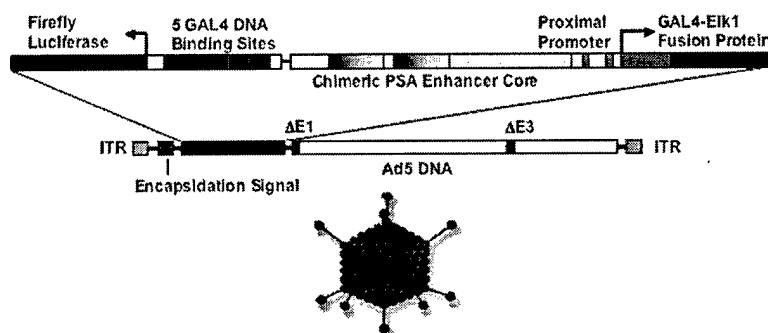 Firefly
Luciferase
5 GAL4 DNA
Binding Sites
Proximal
Promoter
GAL4-Elk1
Fusion Protein
Chimeric PSA Enhancer Core
ΔE1
ΔE3
ITR
ITR
Ad5 DNA
Encapsidation Signal